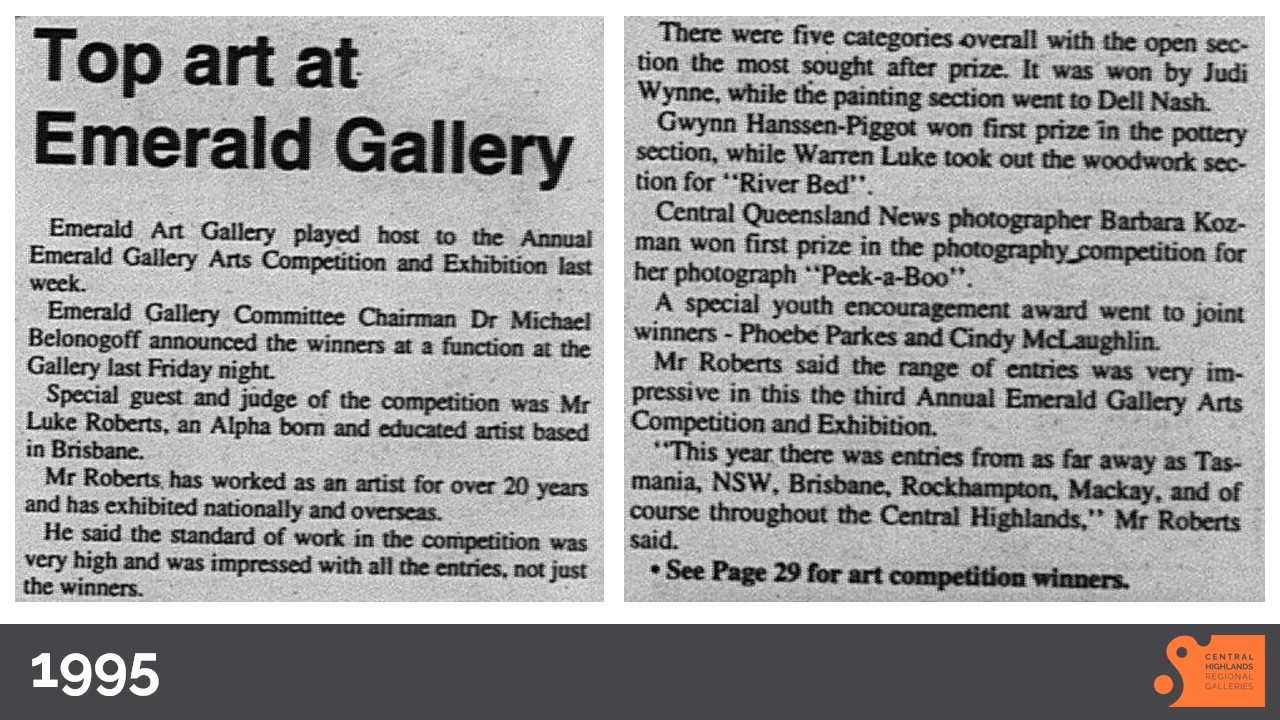 Top art at
Emerald Gallery
Emerald Art Gallery played host to the Annual
Emerald Gallery Arts Competition and Exhibition last
week.
Emerald Gallery Committee Chairman Dr Michael
Belonogoff announced the winners at a function at the
Gallery last Friday night.
Special guest and judge of the competition was Mr
Luke Roberts, an Alpha born and educated artist based
in Brisbane.
Mr Roberts has worked as an artist for over 20 years
and has exhibited nationally and overseas.
He said the standard of work in the competition was
very high and was impressed with all the entries, not just
the winners.
There were five categories overall with the open sec-
tion the most sought after prize. It was won by Judi
Wynne, while the painting section went to Dell Nash.
Gwynn Hanssen-Piggot won first prize in the pottery
section, while Warren Luke took out the woodwork sec-
tion for ‘‘River Bed’’.
Central Queensland News photographer Barbara Koz-
man won first prize in the photography competition for
her photograph ‘‘Peek-a-Boo’’.
A special youth encouragement award went to joint
winners - Phoebe Parkes and Cindy McLaughlin.
Mr Roberts said the range of entries was very im-
pressive in this the third Annual Emerald Gallery Arts
Competition and Exhibition.
‘‘This year there was entries from as far away as Tas-
mania, NSW, Brisbane, Rockhampton, Mackay, and of
course throughout the Central Highlands,’’ Mr Roberts
said.
• See Page 29 for art competition winners.
1995
CENTRAL
HIGHLANDS
REGIONAL
GALLERIES